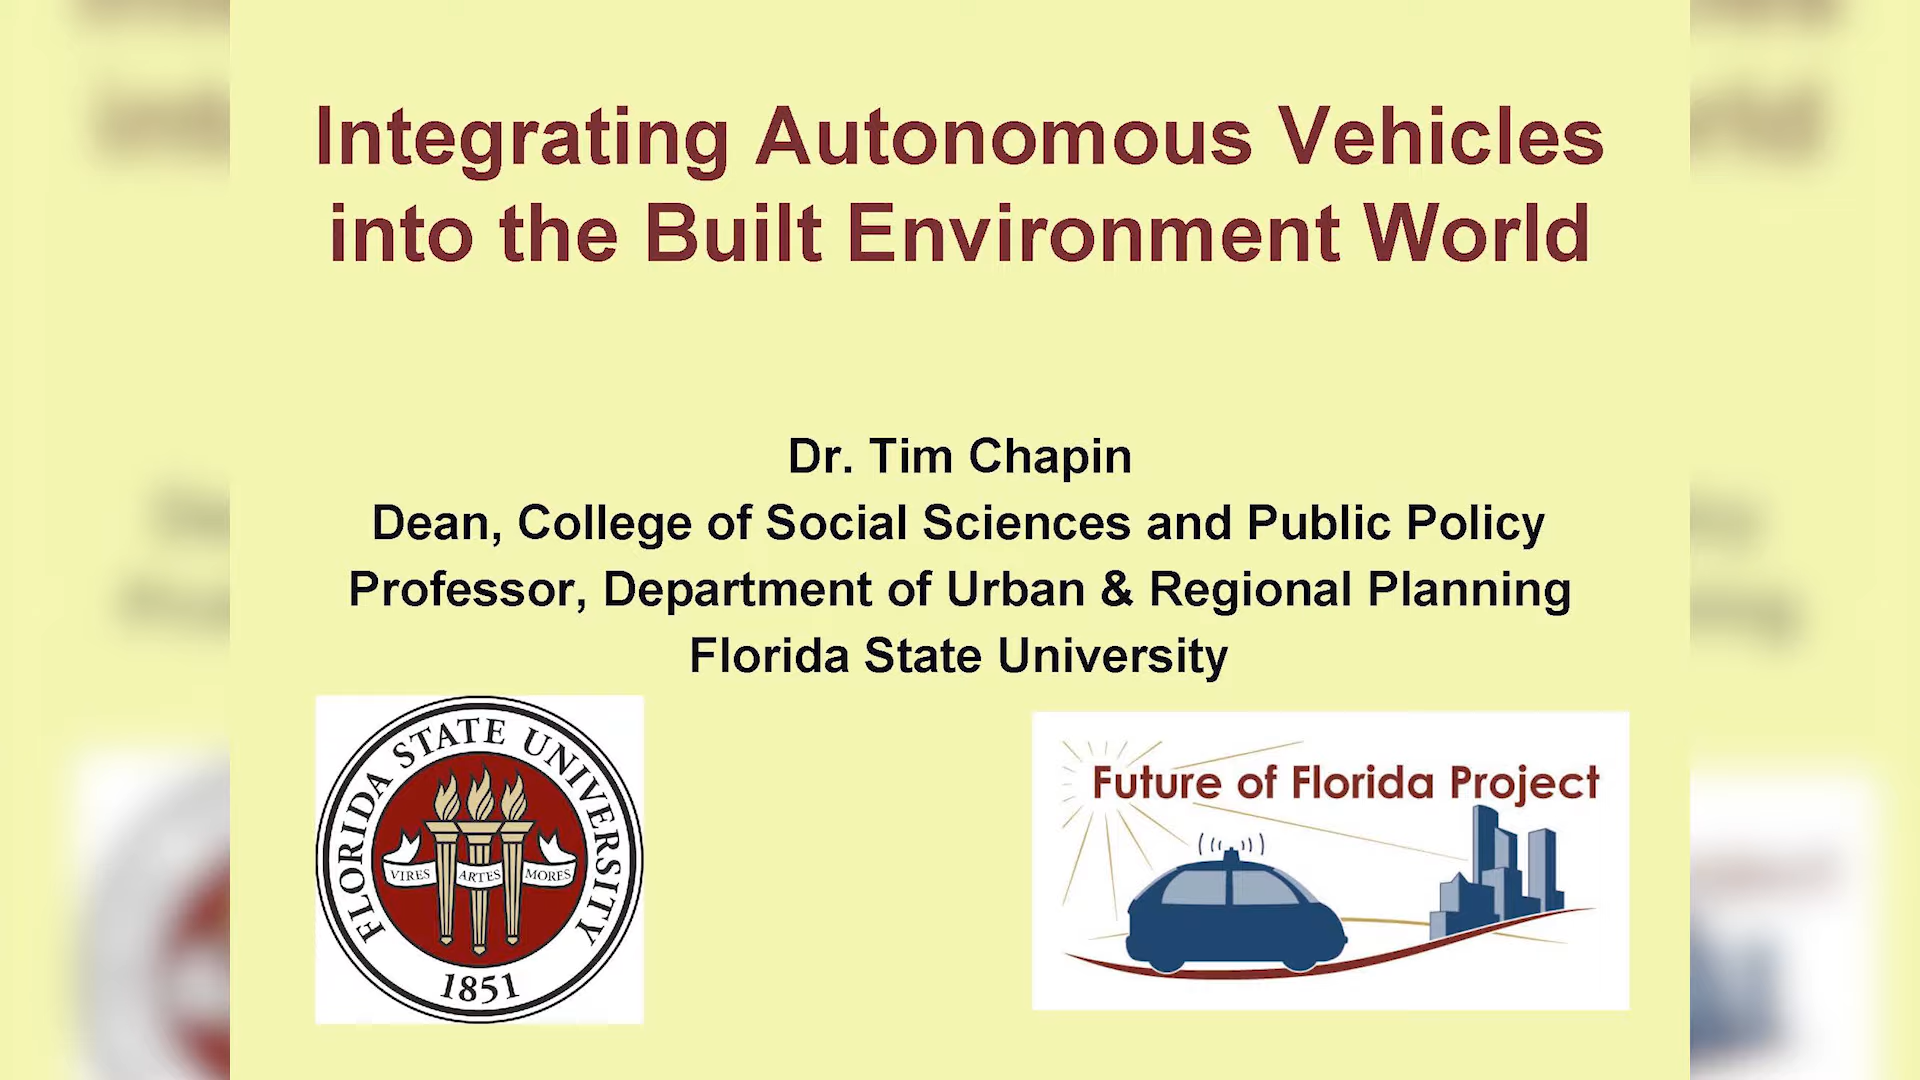 Integrating Autonomous Vehicles
into the Built Environment World
Dr. Tim Chapin
Dean, College of Social Sciences and Public Policy
Professor, Department of Urban & Regional Planning
Florida State University
FLORIDA STATE UNIVERSITY
VIRES ARTES MORES
1851
Future of Florida Project